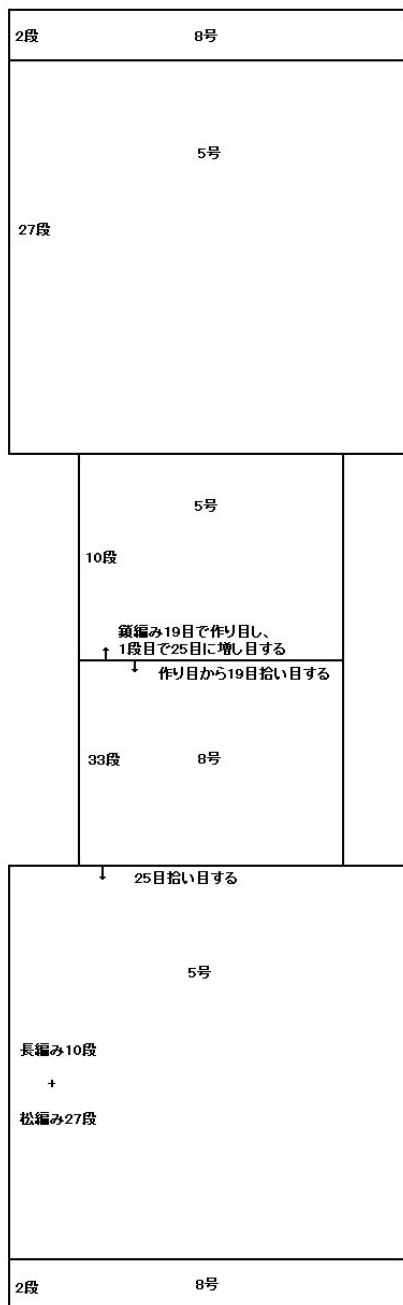 2段 8号
5号
27段
5号
10段
鎖編み19目で作り目し、
1段目で25目に増し目する
作り目から19目拾い目する
33段 8号
25目拾い目する
5号
長編み10段
+
松編み27段
2段 8号